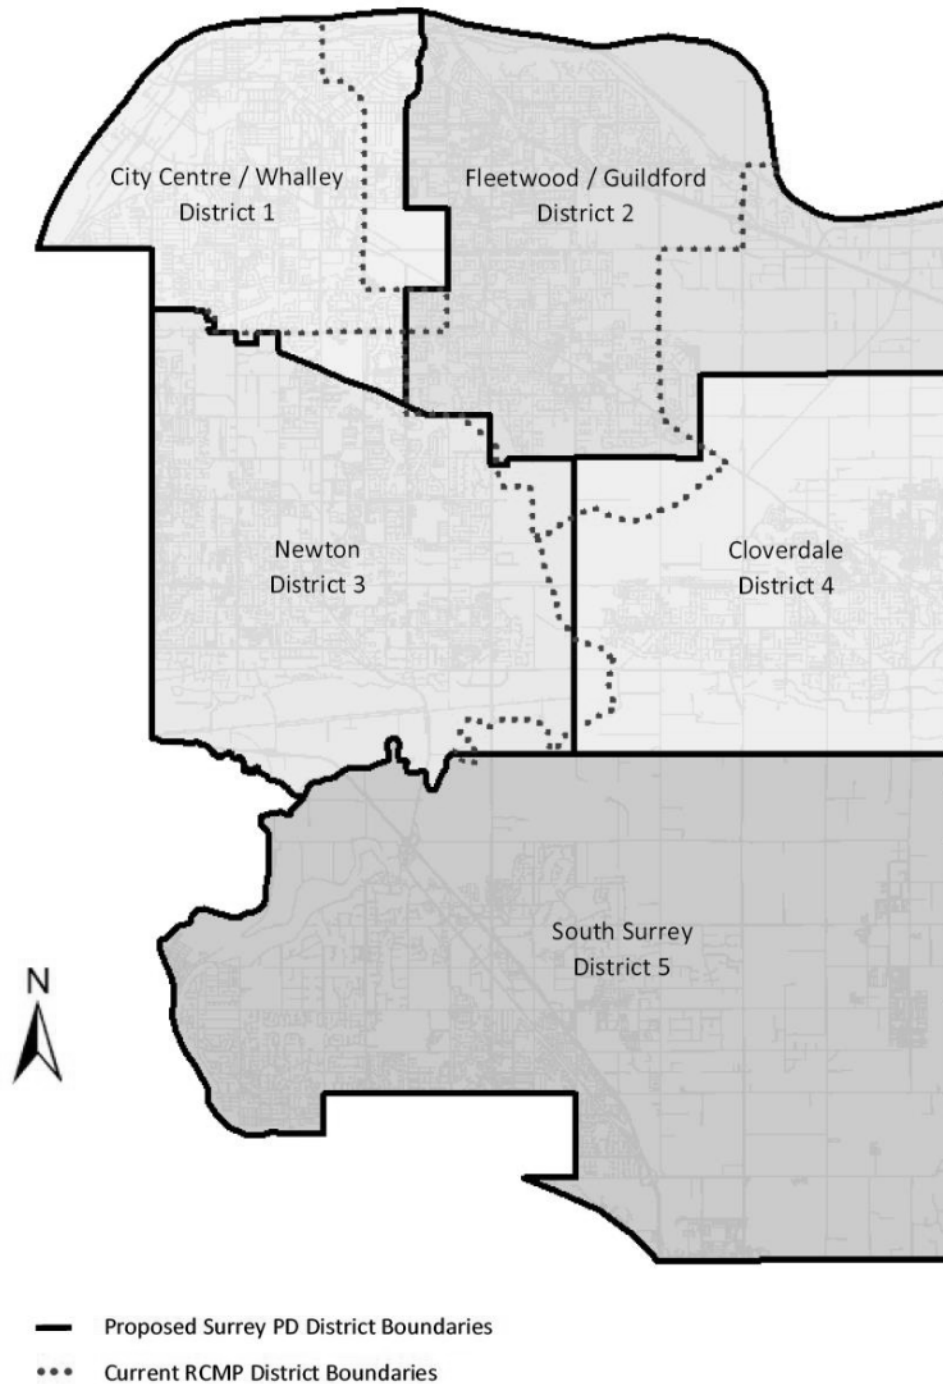 City Centre / Whalley
District 1
Fleetwood / Guildford
District 2
Newton
District 3
Cloverdale
District 4
South Surrey
District 5
N
Proposed Surrey PD District Boundaries
Current RCMP District Boundaries